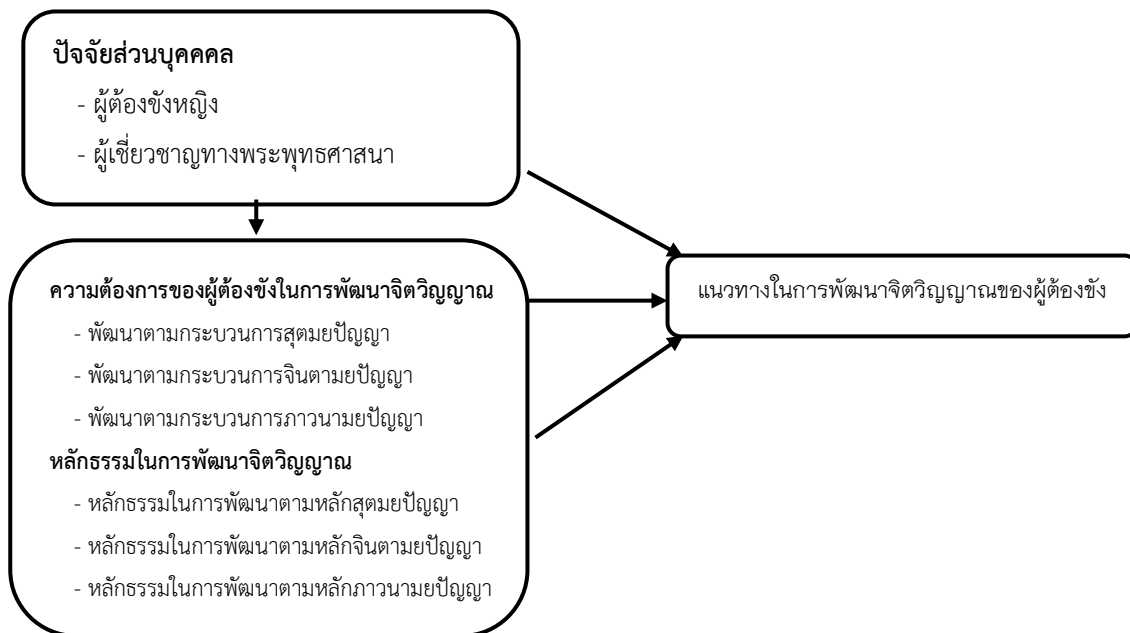 ปัจจัยส่วนบุคคคล
- ผู้ต้องขังหญิง
- ผู้เชี่ยวชาญทางพระพุทธศาสนา
ความต้องการของผู้ต้องขังในการพัฒนาจิตวิญญาณ
- พัฒนาตามกระบวนการสุตมยปัญญา
- พัฒนาตามกระบวนการจินตามยปัญญา
- พัฒนาตามกระบวนการภาวนามยปัญญา
หลักธรรมในการพัฒนาจิตวิญญาณ
- หลักธรรมในการพัฒนาตามหลักสุตมยปัญญา
- หลักธรรมในการพัฒนาตามหลักจินตามยปัญญา
- หลักธรรมในการพัฒนาตามหลักภาวนามยปัญญา
แนวทางในการพัฒนาจิตวิญญาณของผู้ต้องขัง